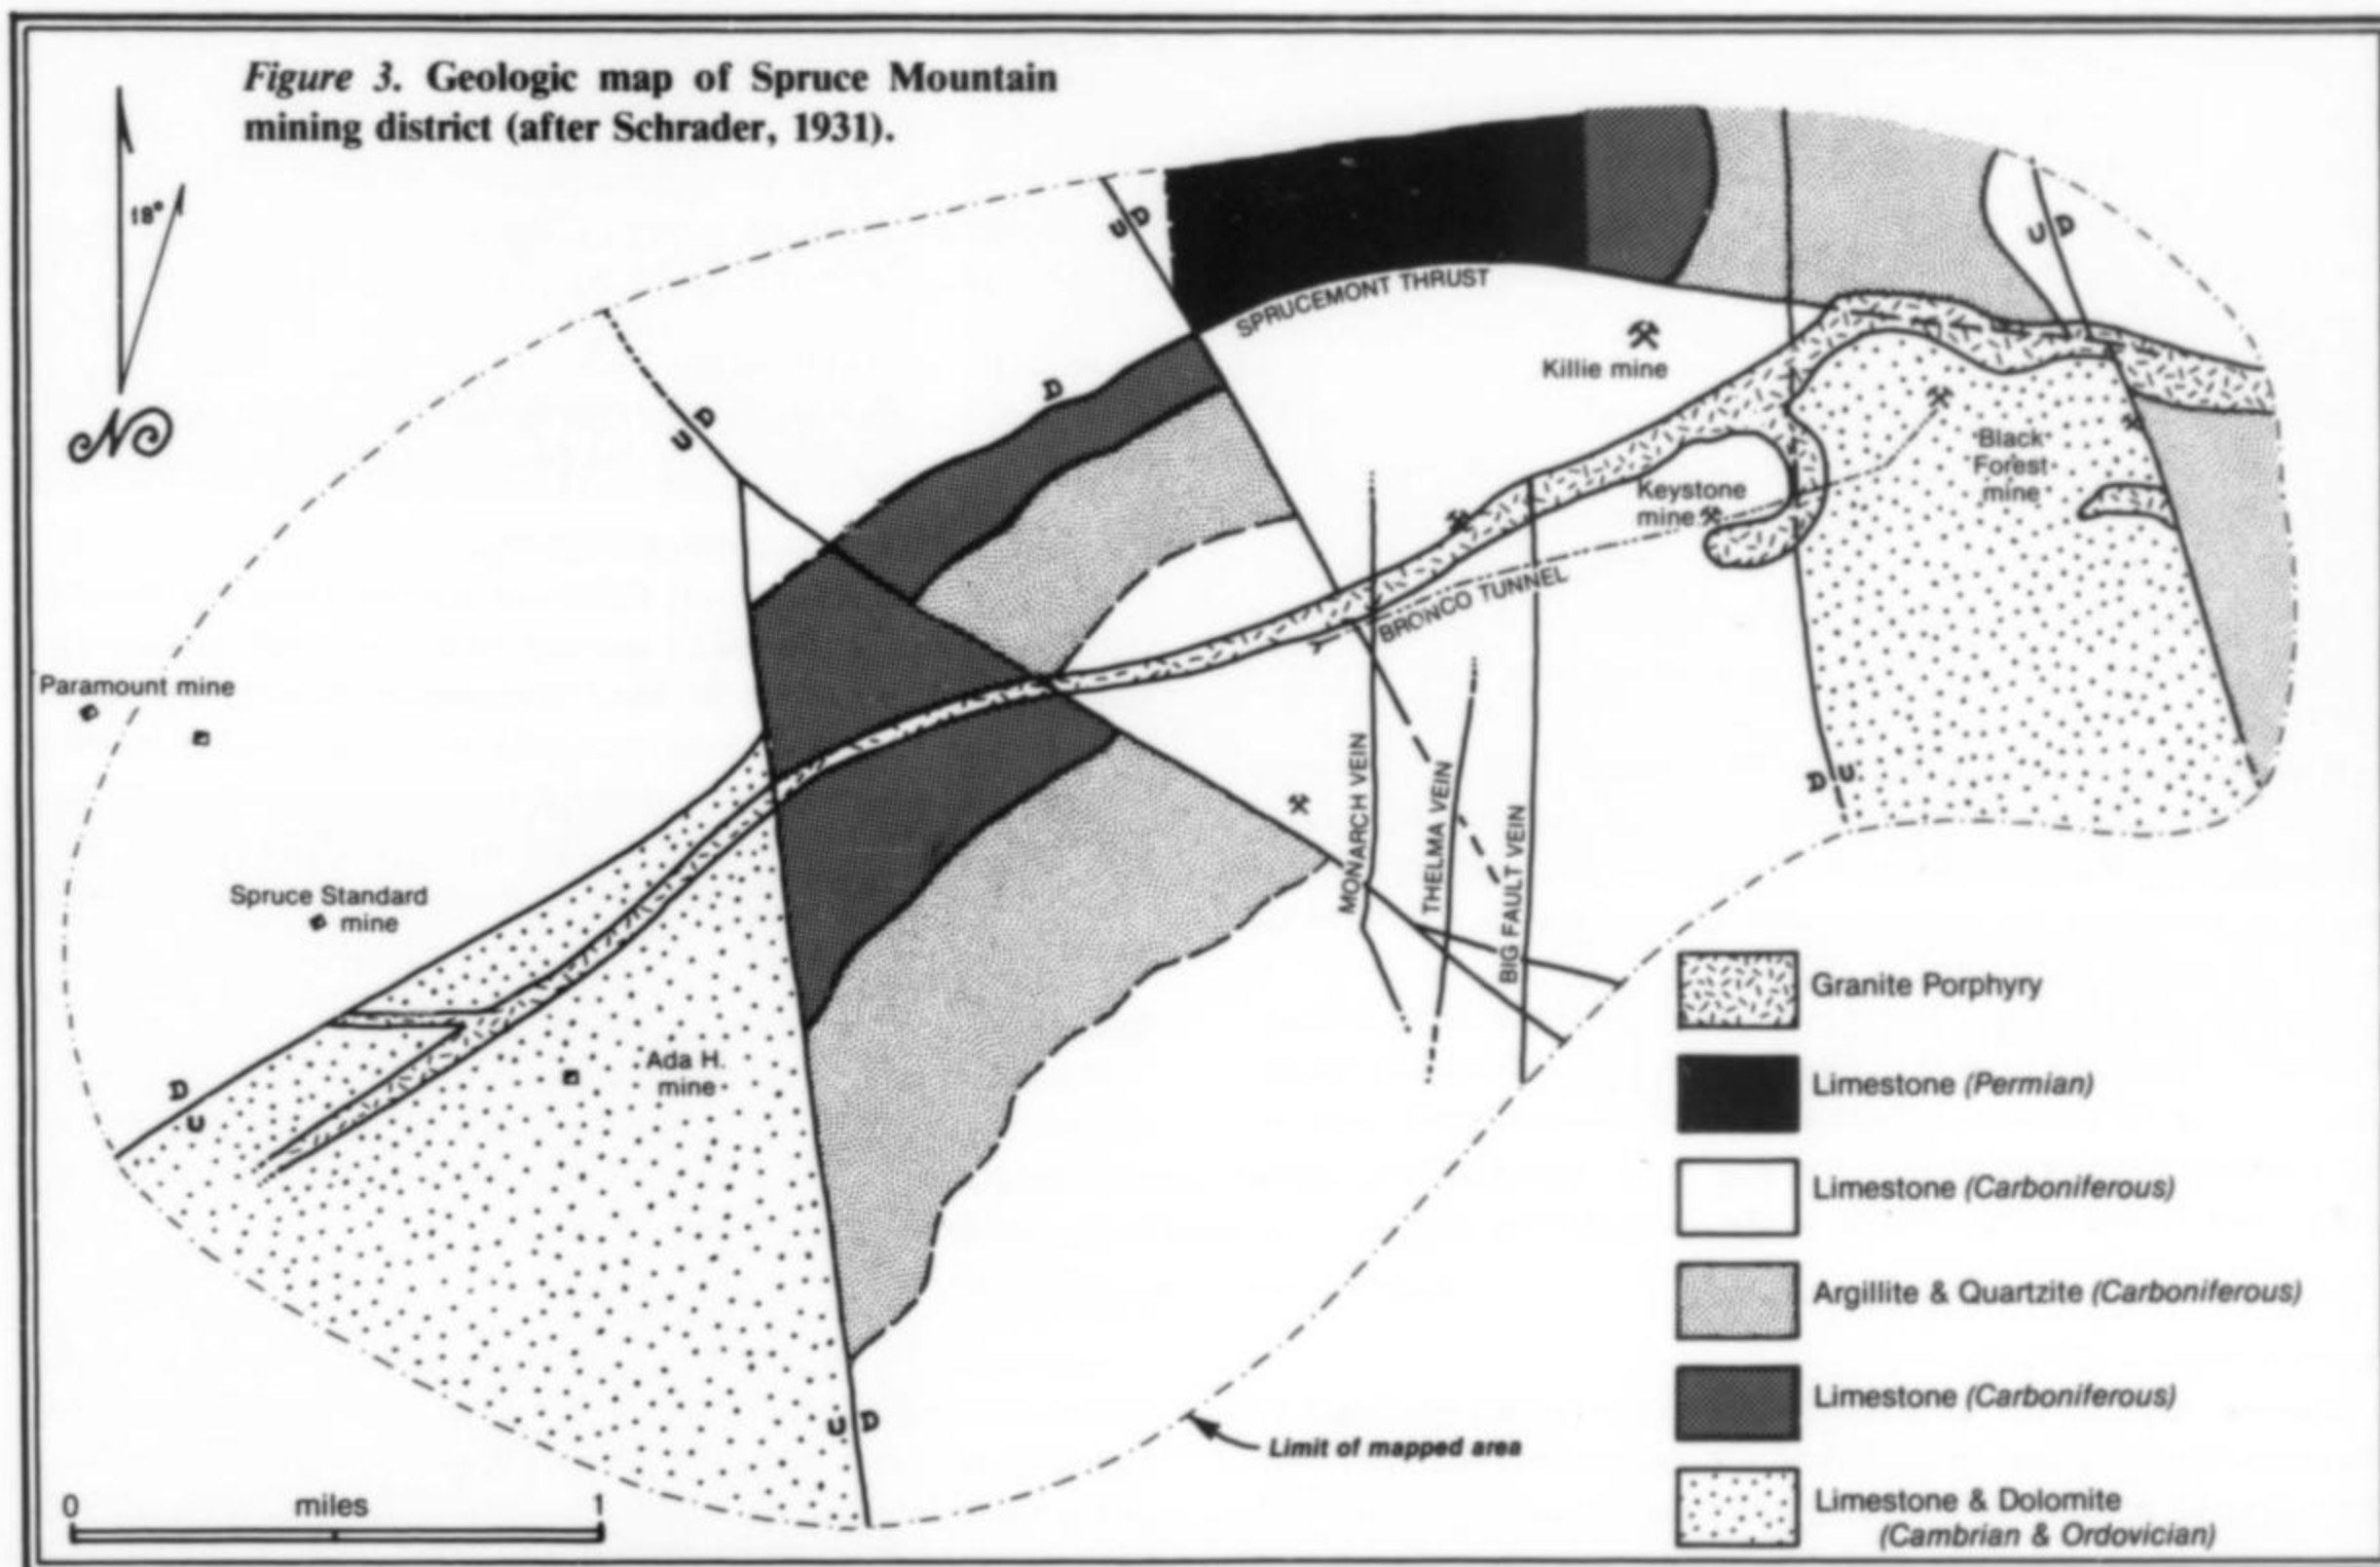 Figure 3. Geologic map of Spruce Mountain
mining district (after Schrader, 1931).
18°
N
U D
U D
SPRUCEMONT THRUST
Killie mine
D
D
U
Black
Forest
mine
Keystone
mine
BRONCO TUNNEL
Paramount mine
MONARCH VEIN
THELMA VEIN
BIG FAULT VEIN
D U
Spruce Standard
mine
Ada H.
mine
D
U
U D
Limit of mapped area
Granite Porphyry
Limestone (Permian)
Limestone (Carboniferous)
Argillite & Quartzite (Carboniferous)
Limestone (Carboniferous)
Limestone & Dolomite
(Cambrian & Ordovician)
0 miles 1